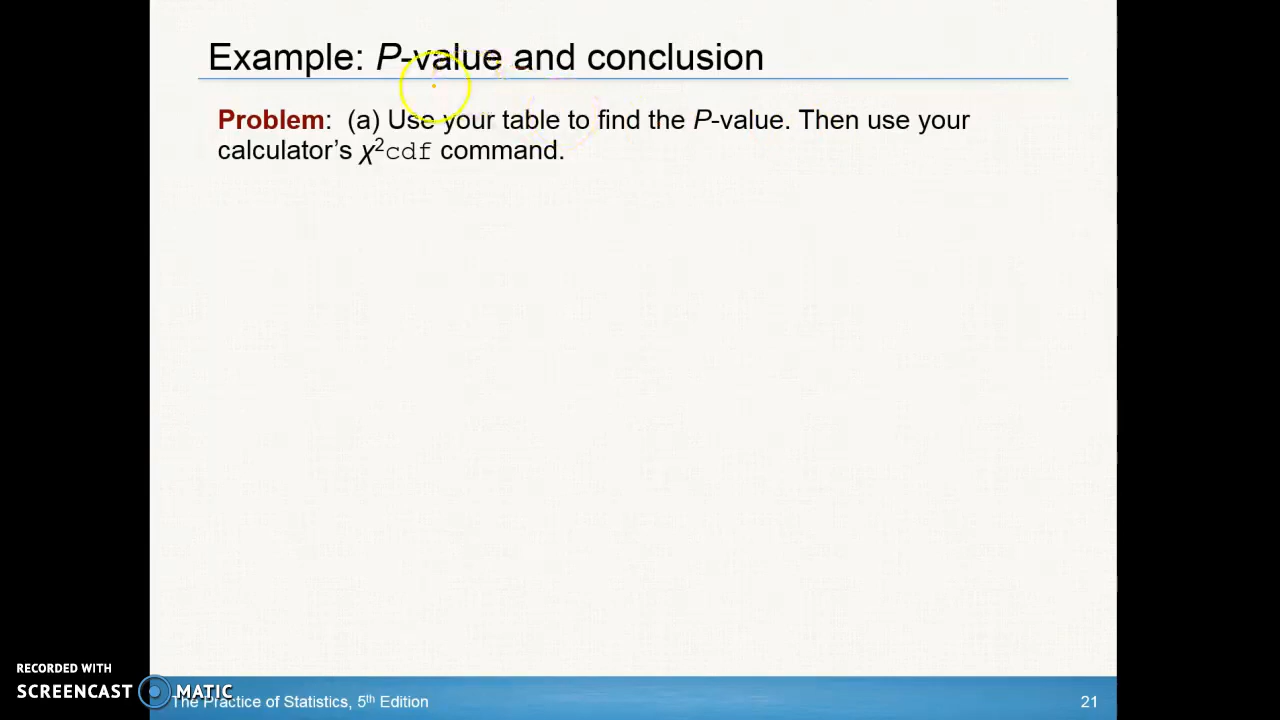 Example: P-value and conclusion
Problem: (a) Use your table to find the P-value. Then use your
calculator’s χ²cdf command.
RECORDED WITH
SCREENCAST MATIC
The Practice of Statistics, 5th Edition
21